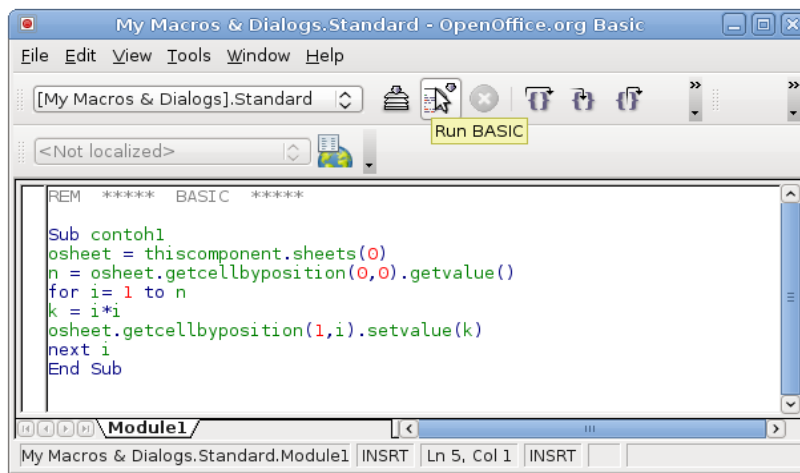 My Macros & Dialogs.Standard - OpenOffice.org Basic
File Edit View Tools Window Help
[My Macros & Dialogs].Standard
Run BASIC
<Not localized>
REM ***** BASIC *****
Sub contoh1
osheet = thiscomponent.sheets(0)
n = osheet.getcellbyposition(0,0).getvalue()
for i= 1 to n
k = i*i
osheet.getcellbyposition(1,i).setvalue(k)
next i
End Sub
Module1
My Macros & Dialogs.Standard.Module1 INSRT Ln 5, Col 1 INSRT